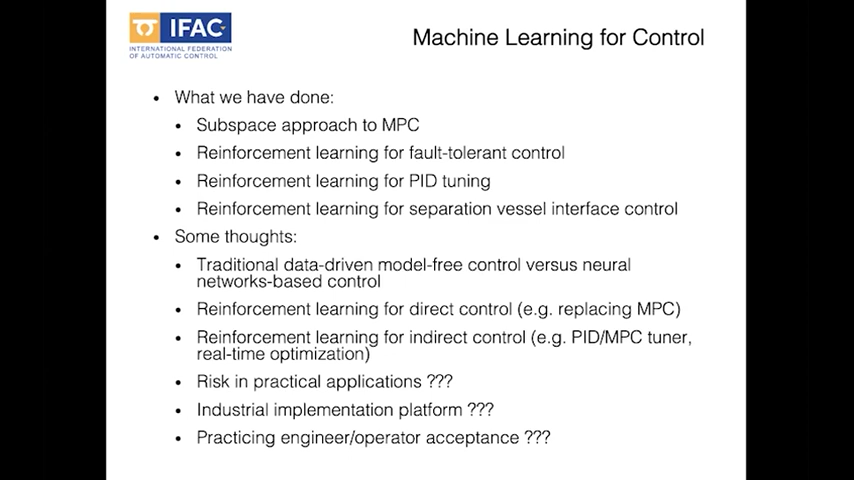 IFAC
INTERNATIONAL FEDERATION
OF AUTOMATIC CONTROL
Machine Learning for Control
• What we have done:
• Subspace approach to MPC
• Reinforcement learning for fault-tolerant control
• Reinforcement learning for PID tuning
• Reinforcement learning for separation vessel interface control
• Some thoughts:
• Traditional data-driven model-free control versus neural
networks-based control
• Reinforcement learning for direct control (e.g. replacing MPC)
• Reinforcement learning for indirect control (e.g. PID/MPC tuner,
real-time optimization)
• Risk in practical applications ???
• Industrial implementation platform ???
• Practicing engineer/operator acceptance ???